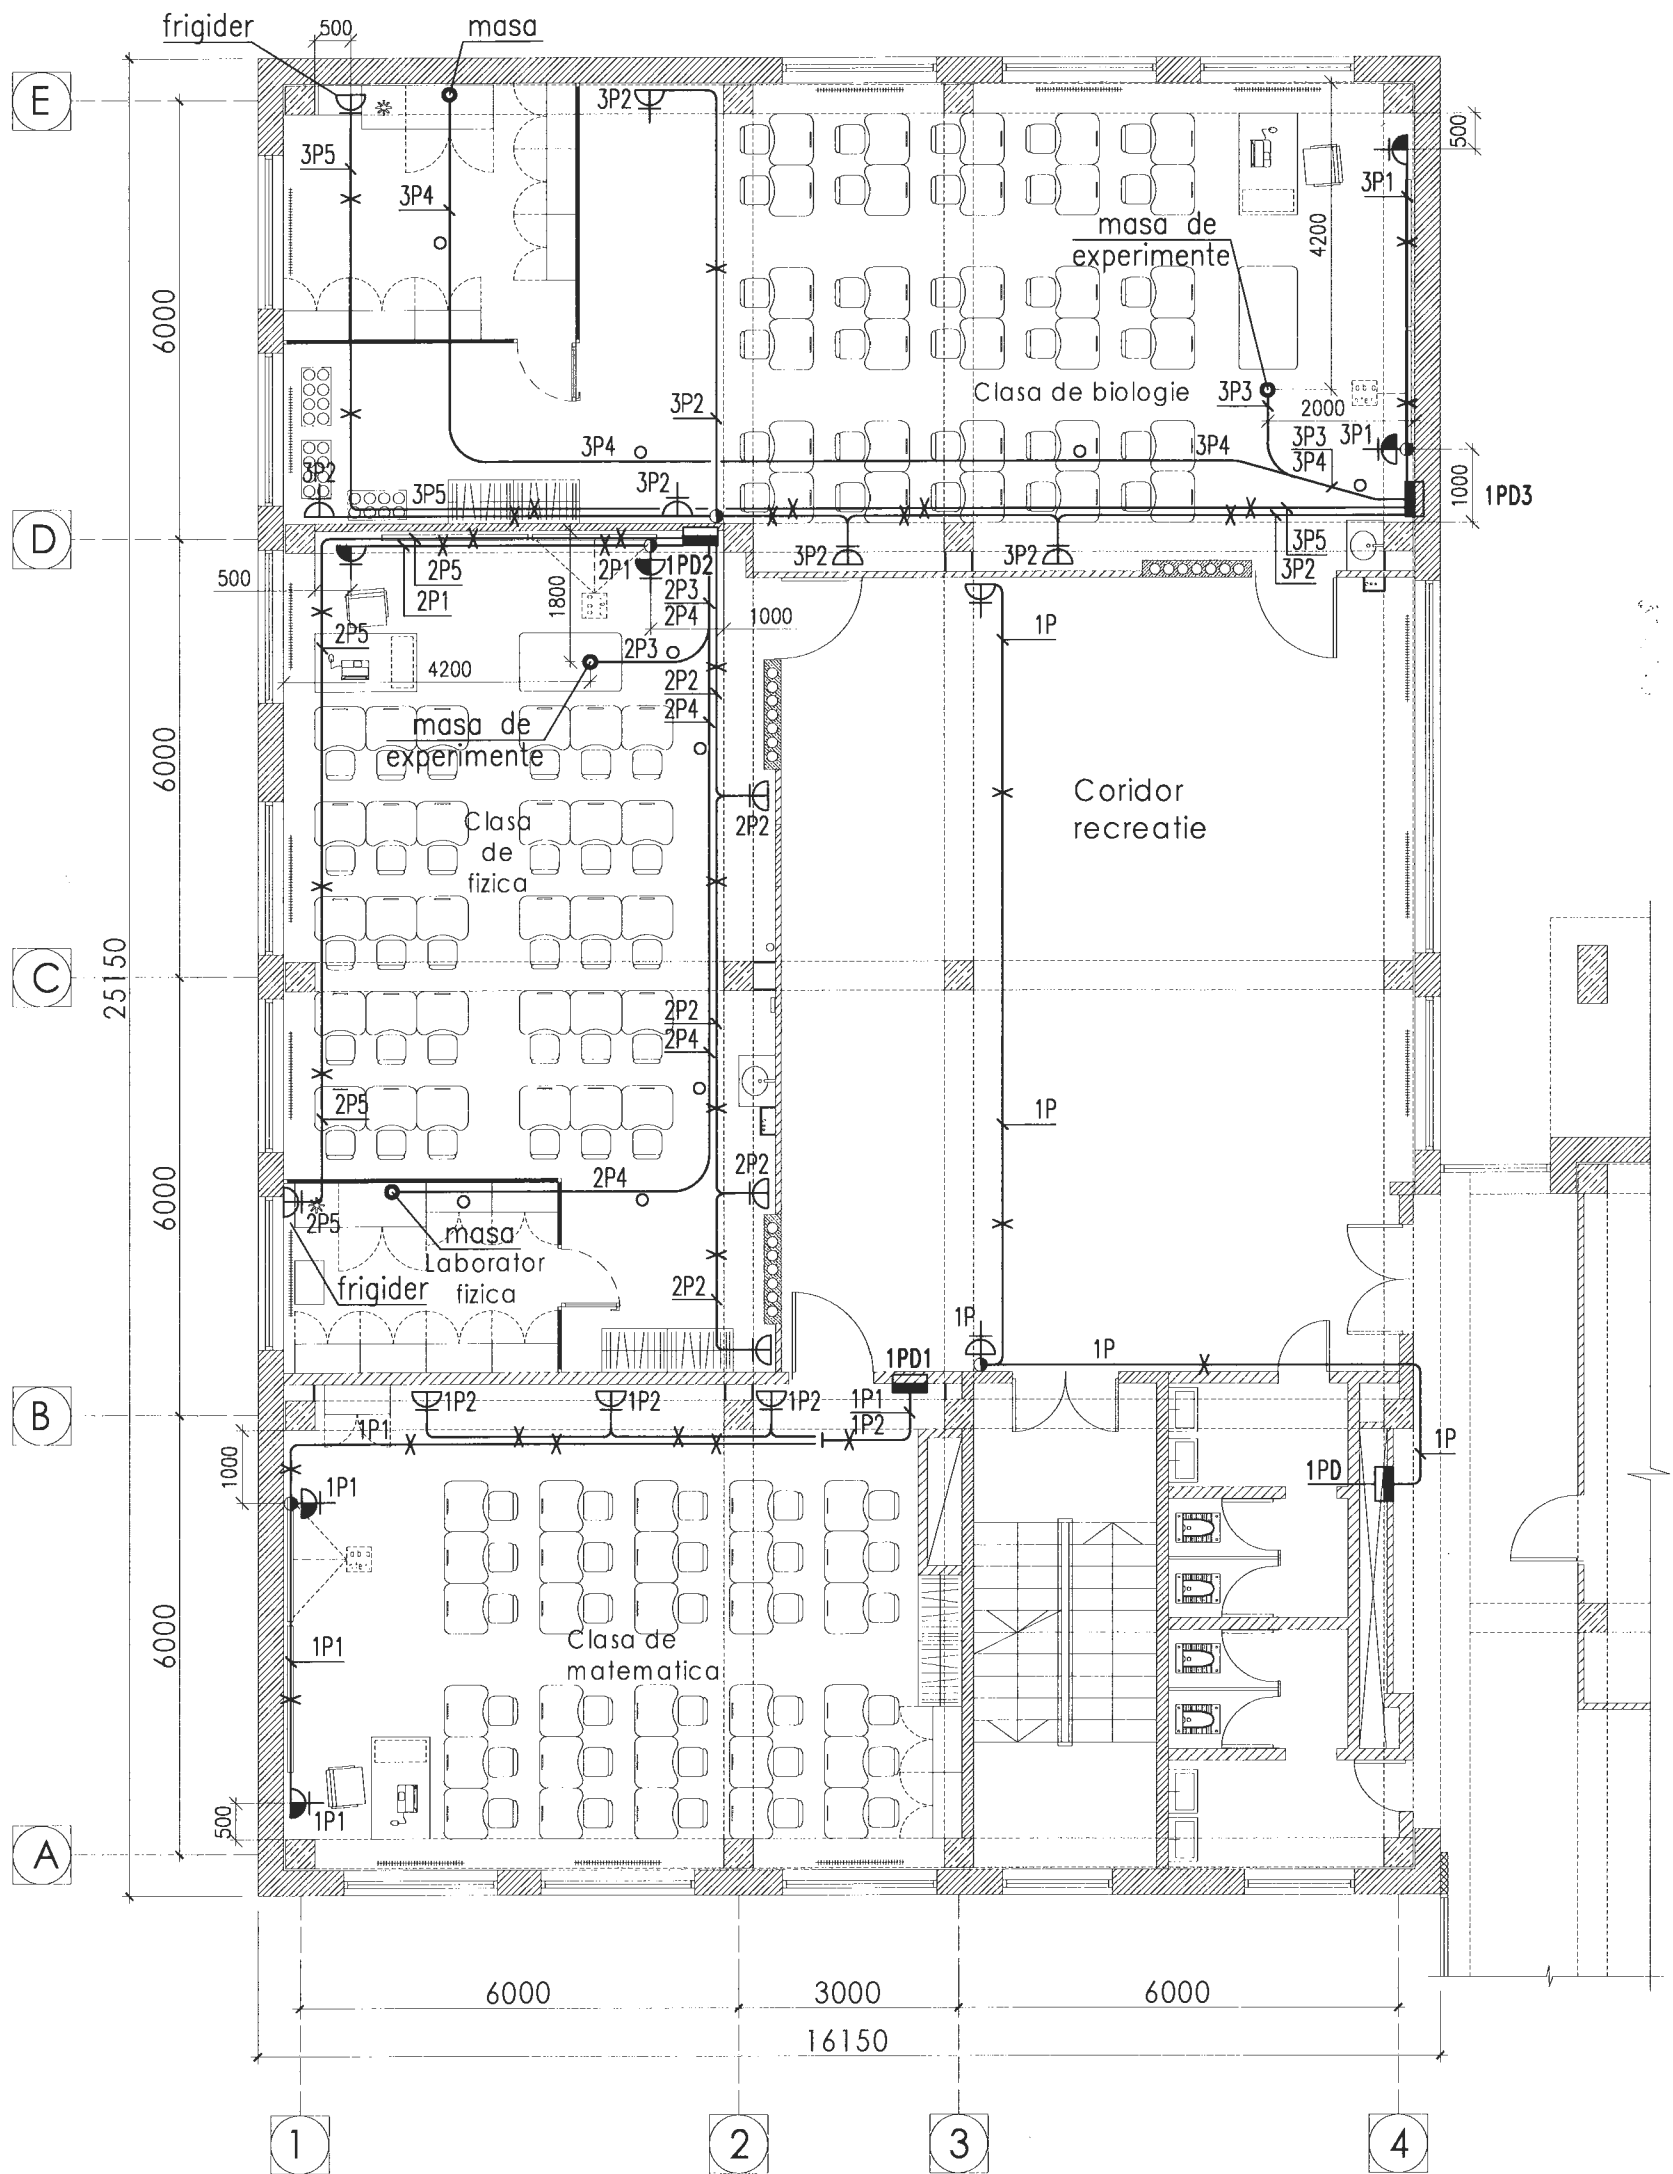 frigider
500
masa
E
3P2
3P5
3P4
500
3P1
masa de
experimente
4200
6000
Clasa de biologie
3P2
3P3
2000
3P3
3P4
3P1
3P4
3P4
3P2
3P5
3P2
1000
1PD3
D
3P2
3P2
3P5
3P2
500
2P5
2P1
2P1
1PD2
2P3
2P4
1800
1000
1P
2P5
2P3
4200
2P2
2P4
masa de
experimente
6000
Coridor
recreatie
Clasa
de
fizica
2P2
C
25150
2P2
2P4
2P5
1P
2P4
2P2
6000
2P5
masa
Laborator
fizica
frigider
2P2
1P
1P
1PD1
B
1P2
1P2
1P2
1P1
1P2
1P1
1P
1000
1P1
1PD
6000
1P1
Clasa de
matematica
500
1P1
A
6000
3000
6000
16150
1
2
3
4